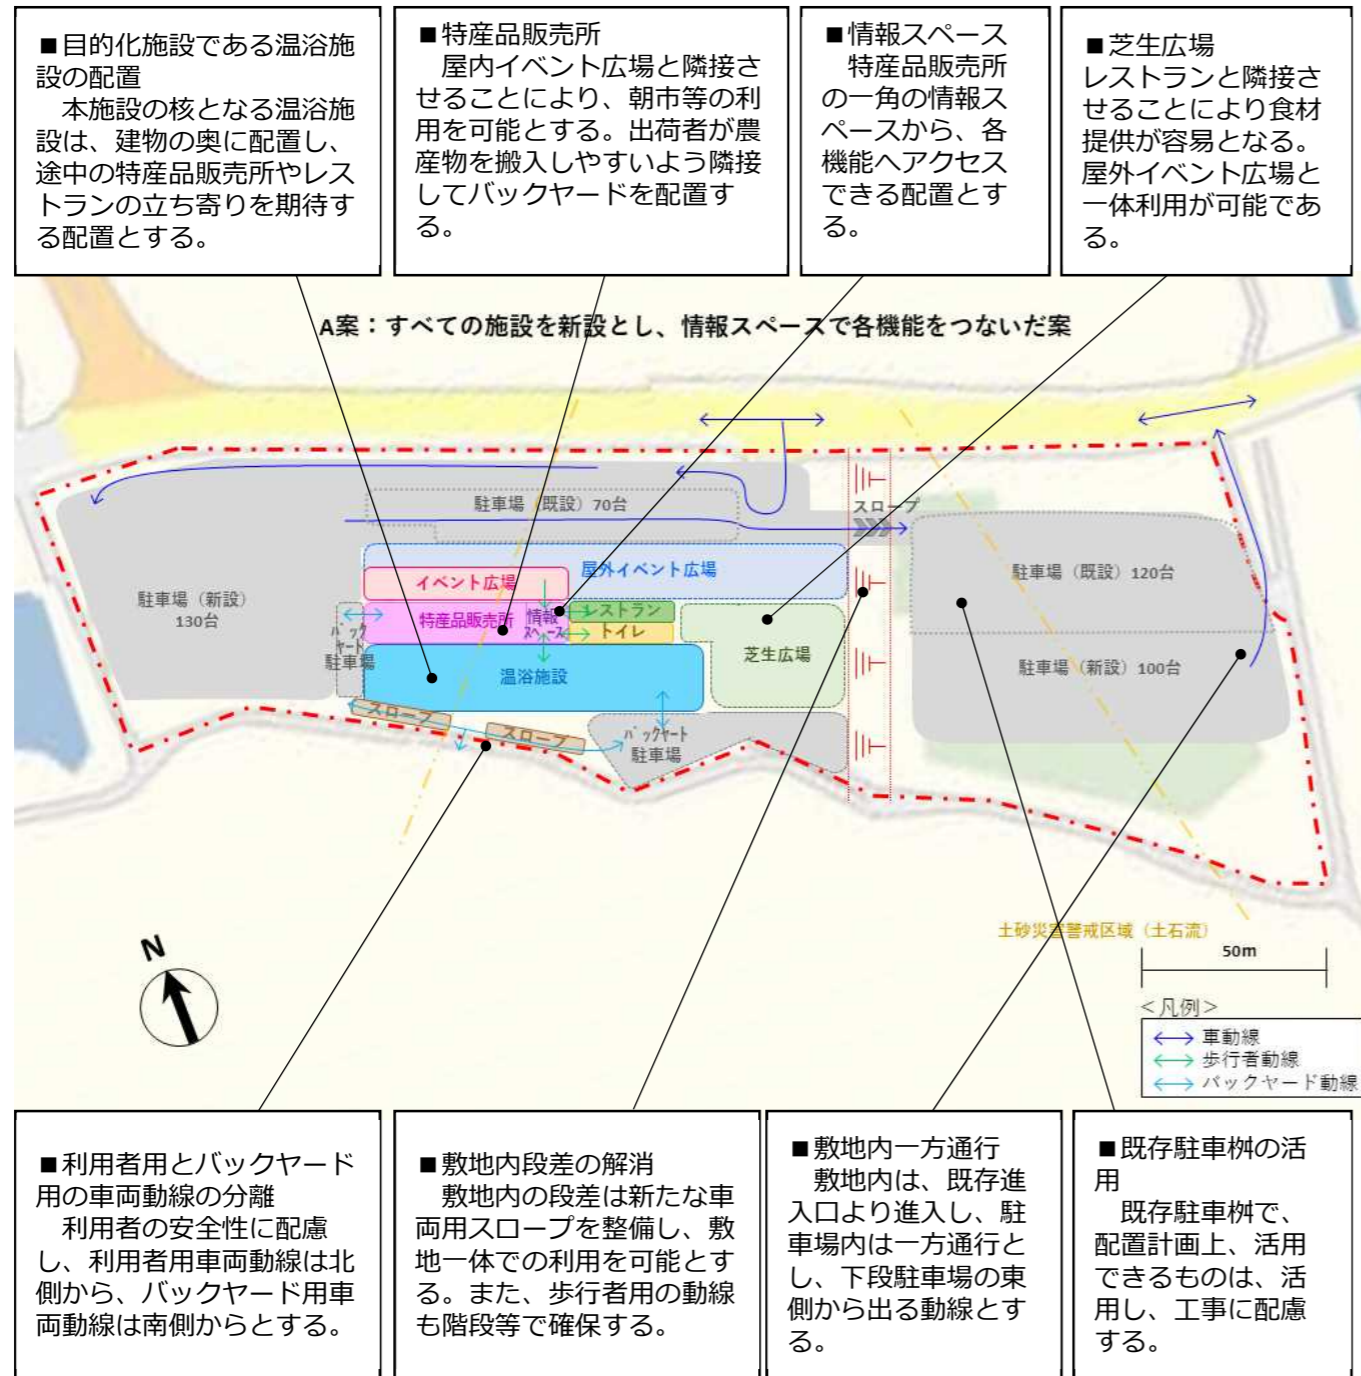 ■目的化施設である温浴施
設の配置
　本施設の核となる温浴施
設は、建物の奥に配置し、
途中の特産品販売所やレス
トランの立ち寄りを期待す
る配置とする。
■特産品販売所
　屋内イベント広場と隣接さ
せることにより、朝市等の利
用を可能とする。出荷者が農
産物を搬入しやすいよう隣接
してバックヤードを配置す
る。
■情報スペース
　特産品販売所
の一角の情報ス
ペースから、各
機能へアクセス
できる配置とす
る。
■芝生広場
レストランと隣接さ
せることにより食材
提供が容易となる。
屋外イベント広場と
一体利用が可能であ
る。
A案：すべての施設を新設とし、情報スペースで各機能をつないだ案
駐車場（既設）70台
スロープ
駐車場（既設）120台
屋外イベント広場
イベント広場
駐車場（新設）
130台
特産品販売所
情報
スペース
レストラン
トイレ
バック
ヤード
駐車場
芝生広場
駐車場（新設）100台
温浴施設
スロープ
スロープ
バックヤート
駐車場
土砂災害警戒区域（土石流）
50m
N
＜凡例＞
車動線
歩行者動線
バックヤード動線
■利用者用とバックヤード
用の車両動線の分離
　利用者の安全性に配慮
し、利用者用車両動線は北
側から、バックヤード用車
両動線は南側からとする。
■敷地内段差の解消
　敷地内の段差は新たな車
両用スロープを整備し、敷
地一体での利用を可能とす
る。また、歩行者用の動線
も階段等で確保する。
■敷地内一方通行
　敷地内は、既存進
入口より進入し、駐
車場内は一方通行と
し、下段駐車場の東
側から出る動線とす
る。
■既存駐車桝の活
用
　既存駐車桝で、
配置計画上、活用
できるものは、活
用し、工事に配慮
する。